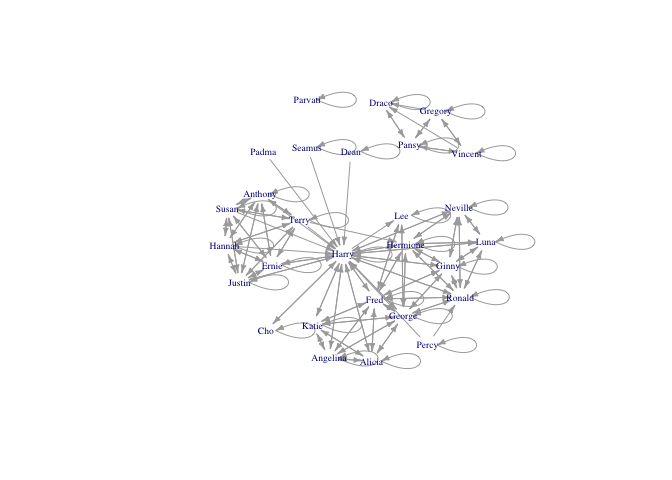 Parvati
Draco
Gregory
Padma
Seamus
Dean
Pansy
Vincent
Anthony
Susan
Terry
Lee
Neville
Hannah
Harry
Hermione
Luna
Ernie
Ginny
Justin
Fred
Ronald
George
Cho
Katie
Percy
Angelina
Alicia